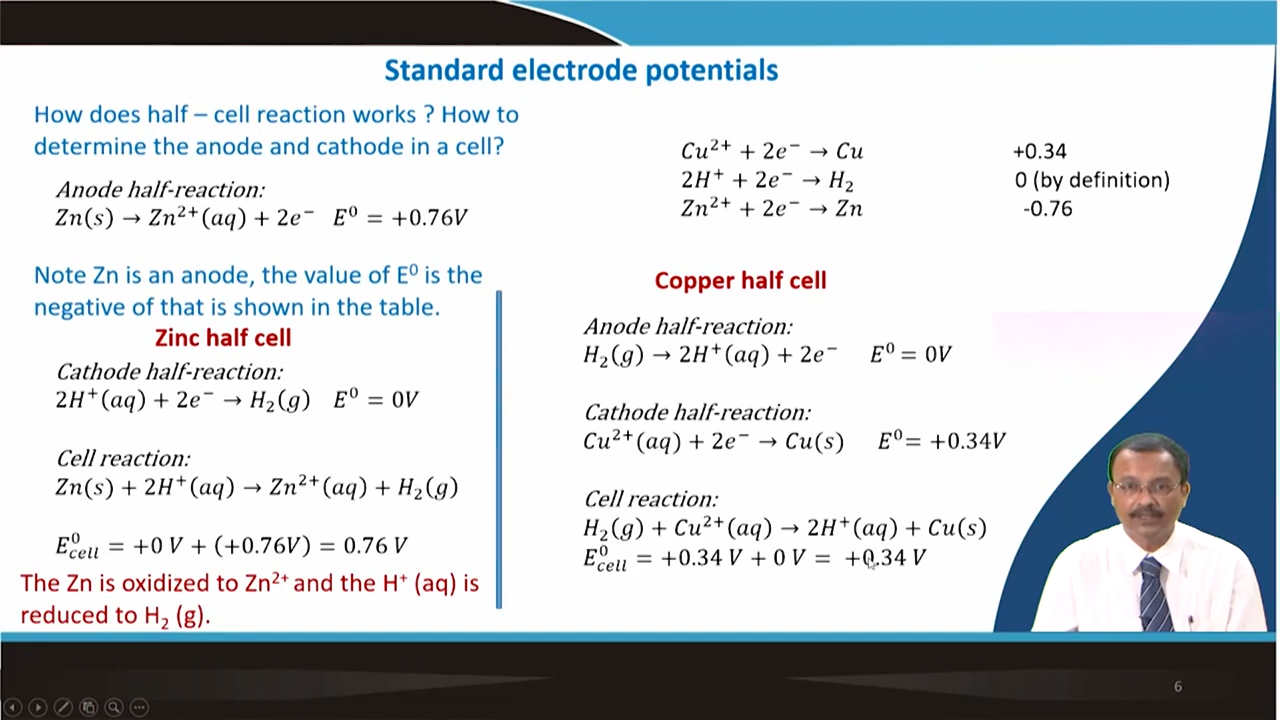 Standard electrode potentials
How does half – cell reaction works ? How to
determine the anode and cathode in a cell?
Anode half-reaction:
Zn(s) → Zn²⁺(aq) + 2e⁻ E⁰ = +0.76V
Note Zn is an anode, the value of E⁰ is the
negative of that is shown in the table.
Zinc half cell
Cathode half-reaction:
2H⁺(aq) + 2e⁻ → H₂(g) E⁰ = 0V
Cell reaction:
Zn(s) + 2H⁺(aq) → Zn²⁺(aq) + H₂(g)
E⁰cell = +0 V + (+0.76V) = 0.76 V
The Zn is oxidized to Zn²⁺ and the H⁺ (aq) is
reduced to H₂ (g).
Cu²⁺ + 2e⁻ → Cu +0.34
2H⁺ + 2e⁻ → H₂ 0 (by definition)
Zn²⁺ + 2e⁻ → Zn -0.76
Copper half cell
Anode half-reaction:
H₂(g) → 2H⁺(aq) + 2e⁻ E⁰ = 0V
Cathode half-reaction:
Cu²⁺(aq) + 2e⁻ → Cu(s) E⁰= +0.34V
Cell reaction:
H₂(g) + Cu²⁺(aq) → 2H⁺(aq) + Cu(s)
E⁰cell = +0.34 V + 0 V = +0.34 V
6